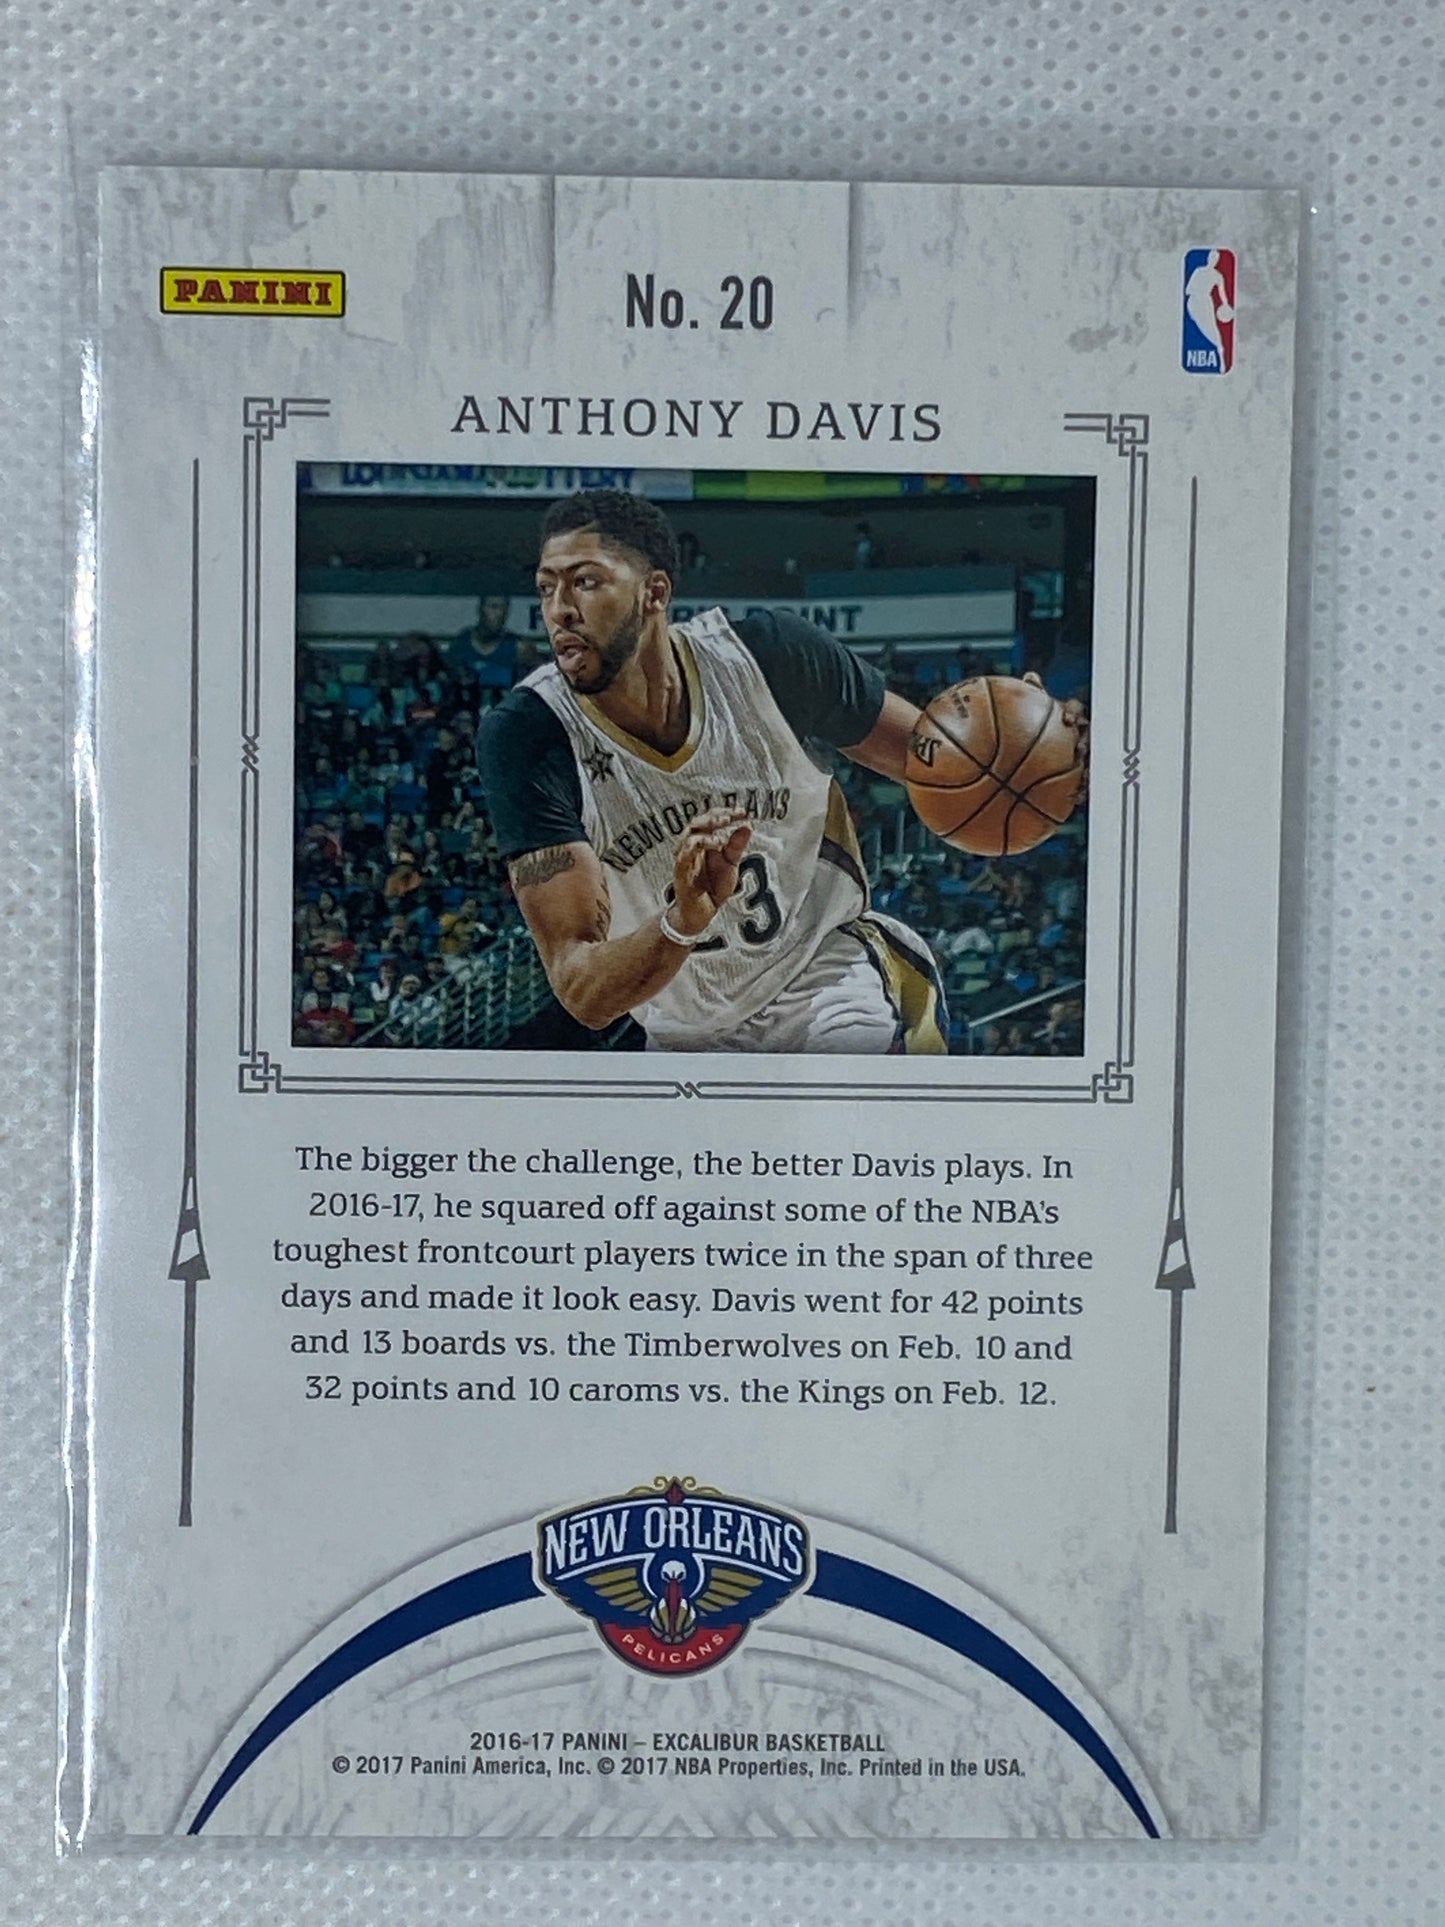 PANINI
No. 20
NBA
ANTHONY DAVIS
LOUISIANA LOTTERY
NEW ORLEANS
23
The bigger the challenge, the better Davis plays. In
2016-17, he squared off against some of the NBA's
toughest frontcourt players twice in the span of three
days and made it look easy. Davis went for 42 points
and 13 boards vs. the Timberwolves on Feb. 10 and
32 points and 10 caroms vs. the Kings on Feb. 12.
NEW ORLEANS
PELICANS
2016-17 PANINI – EXCALIBUR BASKETBALL
© 2017 Panini America, Inc. © 2017 NBA Properties, Inc. Printed in the USA.